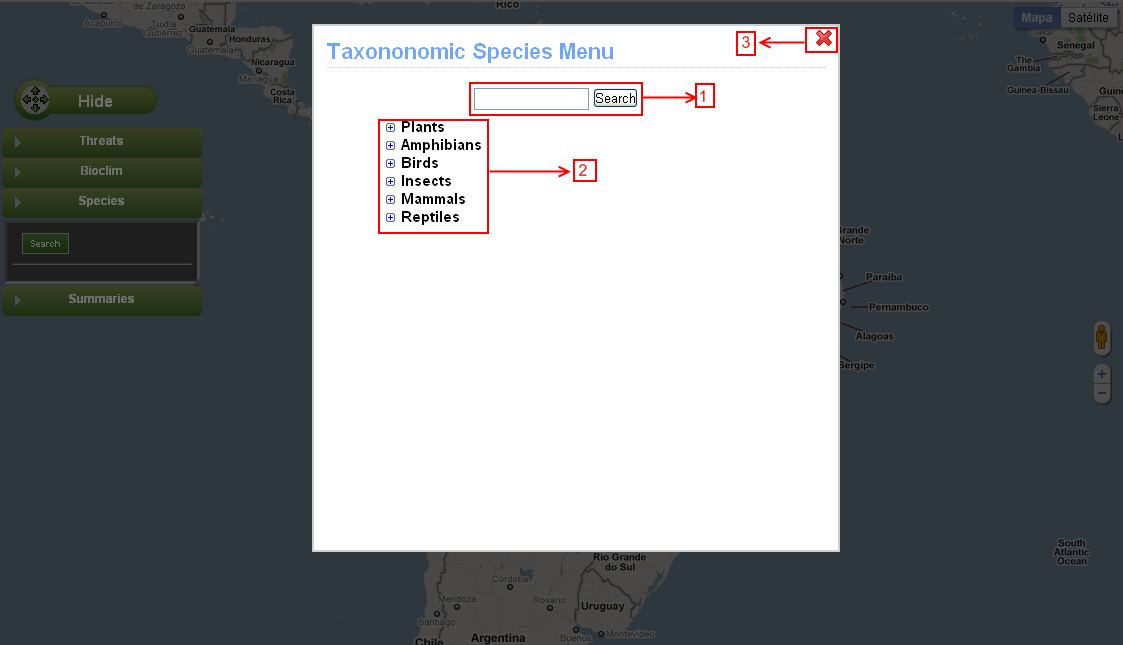 Rico
de Mexico
de Zaragoza
Acapulco
Tuxtla
Gutiérrez
Guatemala
Guatemala
Honduras
Nicaragua
Managua
Costa
Rica
Mapa
Satélite
Dakar
Senegal
The
Gambia
Guinea-Bissau
Sierra
Leone
Hide
Threats
Bioclim
Species
Search
Summaries
Taxononomic Species Menu
3
Search
1
Plants
Amphibians
Birds
Insects
Mammals
Reptiles
2
Norte
Paraiba
Pernambuco
Alagoas
Sergipe
+
−
South
Atlantic
Ocean
Rio Grande
do Sul
Córdoba
Mendoza
Rosario
Uruguay
Santiago
Buenos
Montevideo
Argentina
Chile